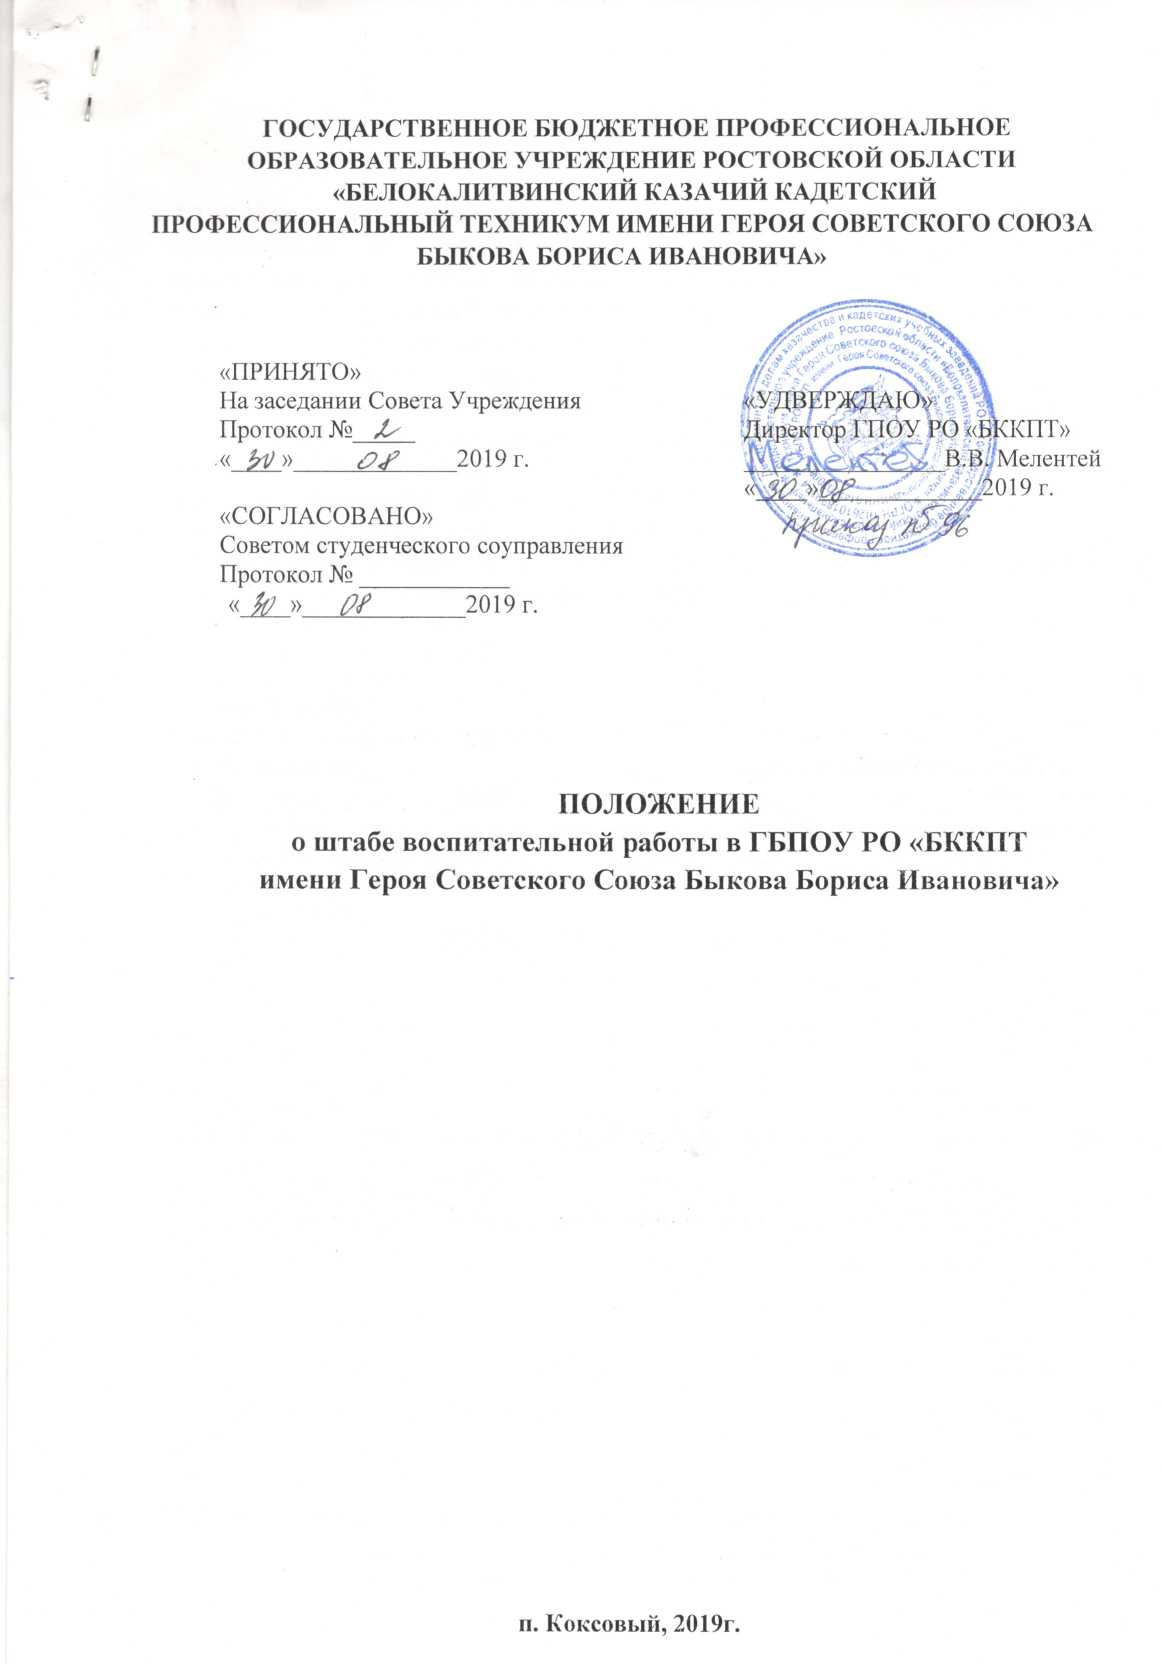 ГОСУДАРСТВЕННОЕ БЮДЖЕТНОЕ ПРОФЕССИОНАЛЬНОЕ
ОБРАЗОВАТЕЛЬНОЕ УЧРЕЖДЕНИЕ РОСТОВСКОЙ ОБЛАСТИ
«БЕЛОКАЛИТВИНСКИЙ КАЗАЧИЙ КАДЕТСКИЙ
ПРОФЕССИОНАЛЬНЫЙ ТЕХНИКУМ ИМЕНИ ГЕРОЯ СОВЕТСКОГО СОЮЗА
БЫКОВА БОРИСА ИВАНОВИЧА»
«ПРИНЯТО»
На заседании Совета Учреждения
Протокол № 2
« 30 » 08 2019 г.
«СОГЛАСОВАНО»
Советом студенческого соуправления
Протокол № ____________
« 30 » 08 2019 г.
«УДВЕРЖДАЮ»
Директор ГПОУ РО «БККПТ»
Мелентей В.В. Мелентей
« 30 » 08 2019 г.
приказ № 96
ПОЛОЖЕНИЕ
о штабе воспитательной работы в ГБПОУ РО «БККПТ
имени Героя Советского Союза Быкова Бориса Ивановича»
п. Коксовый, 2019г.